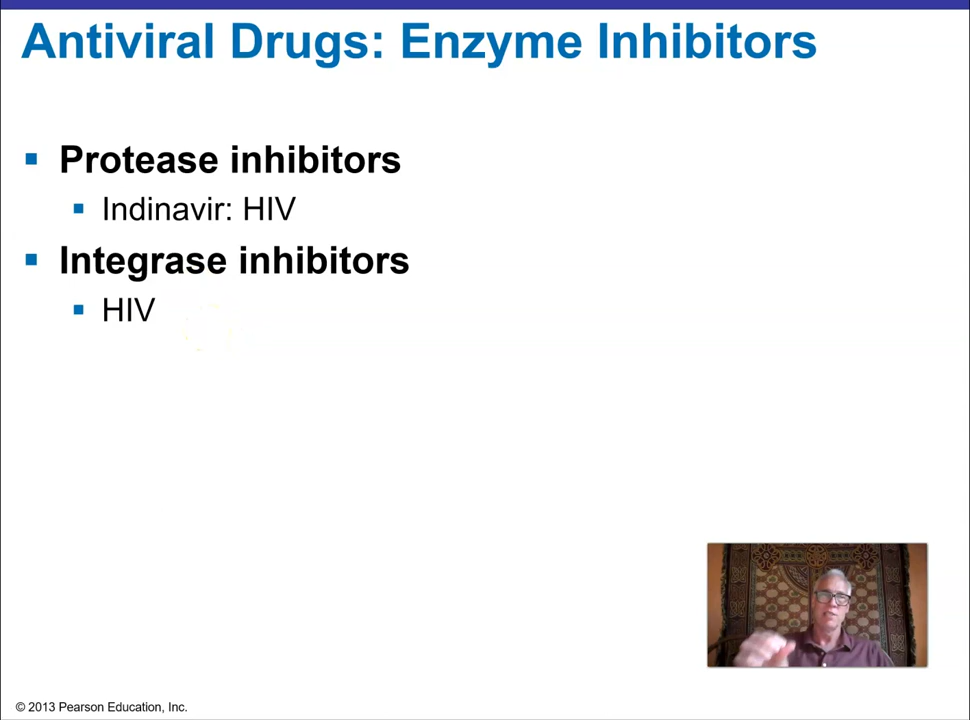 Antiviral Drugs: Enzyme Inhibitors
Protease inhibitors
Indinavir: HIV
Integrase inhibitors
HIV
© 2013 Pearson Education, Inc.